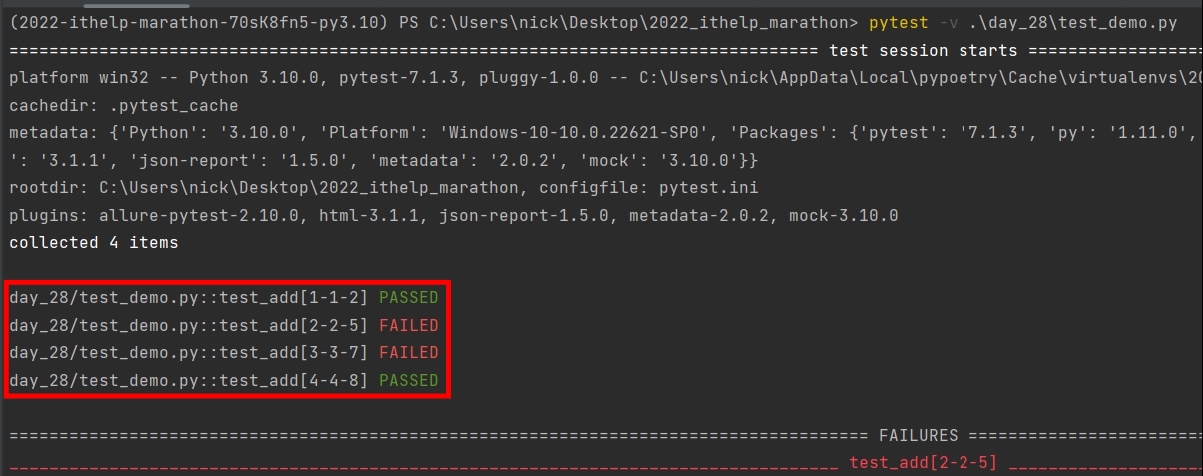 (2022-ithelp-marathon-70sK8fn5-py3.10) PS C:\Users\nick\Desktop\2022_ithelp_marathon> pytest -v .\day_28\test_demo.py
================================================================================= test session starts ==================
platform win32 -- Python 3.10.0, pytest-7.1.3, pluggy-1.0.0 -- C:\Users\nick\AppData\Local\pypoetry\Cache\virtualenvs\20
cachedir: .pytest_cache
metadata: {'Python': '3.10.0', 'Platform': 'Windows-10-10.0.22621-SP0', 'Packages': {'pytest': '7.1.3', 'py': '1.11.0',
': '3.1.1', 'json-report': '1.5.0', 'metadata': '2.0.2', 'mock': '3.10.0'}}
rootdir: C:\Users\nick\Desktop\2022_ithelp_marathon, configfile: pytest.ini
plugins: allure-pytest-2.10.0, html-3.1.1, json-report-1.5.0, metadata-2.0.2, mock-3.10.0
collected 4 items
day_28/test_demo.py::test_add[1-1-2] PASSED
day_28/test_demo.py::test_add[2-2-5] FAILED
day_28/test_demo.py::test_add[3-3-7] FAILED
day_28/test_demo.py::test_add[4-4-8] PASSED
====================================================================================== FAILURES ========================
___________________________________________________________________________________ test_add[2-2-5] ____________________